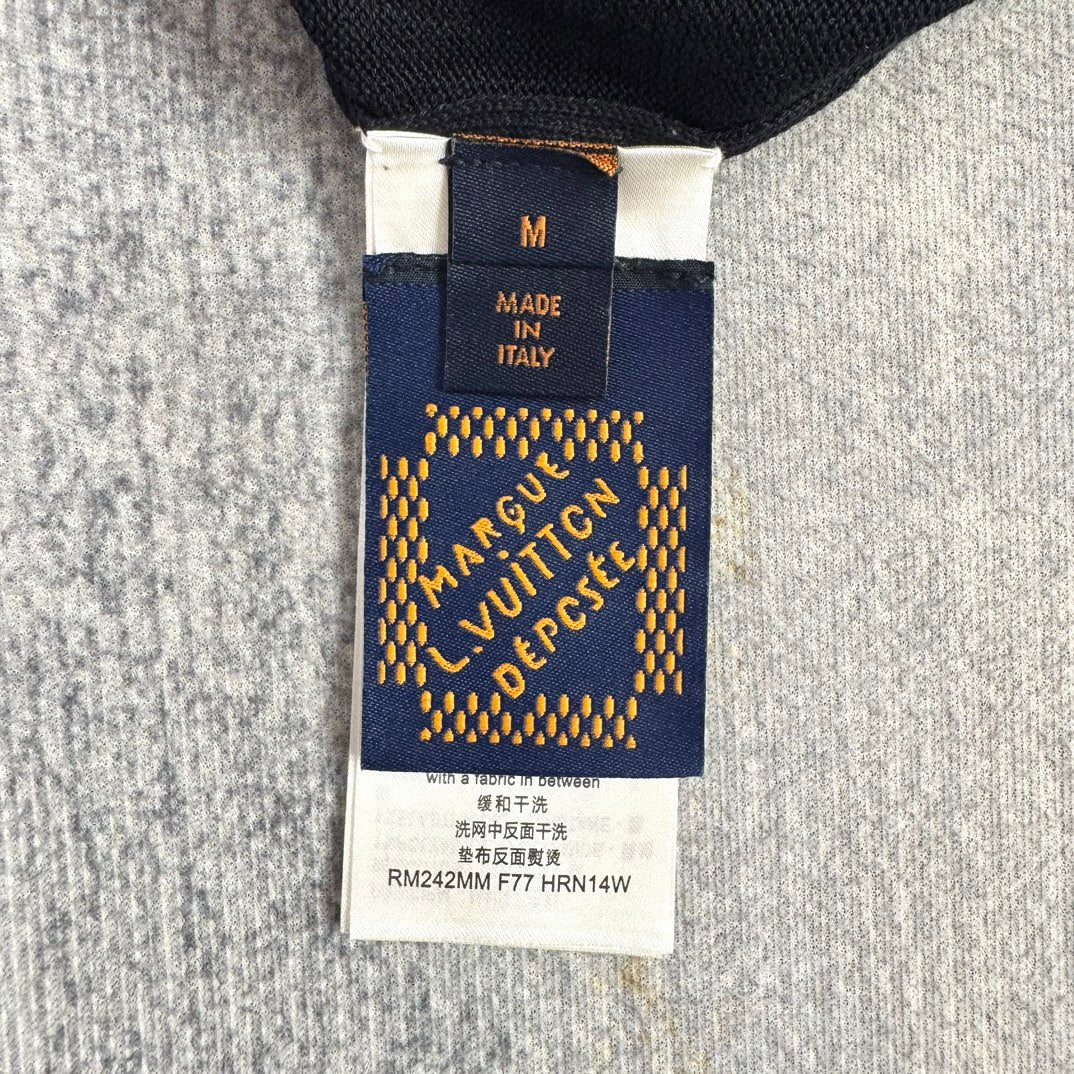 M
MADE
IN
ITALY
MARQUE
L.VUITTON
DÉPOSÉE
with a fabric in between
缓和干洗
洗网中反面干洗
垫布反面熨烫
RM242MM F77 HRN14W